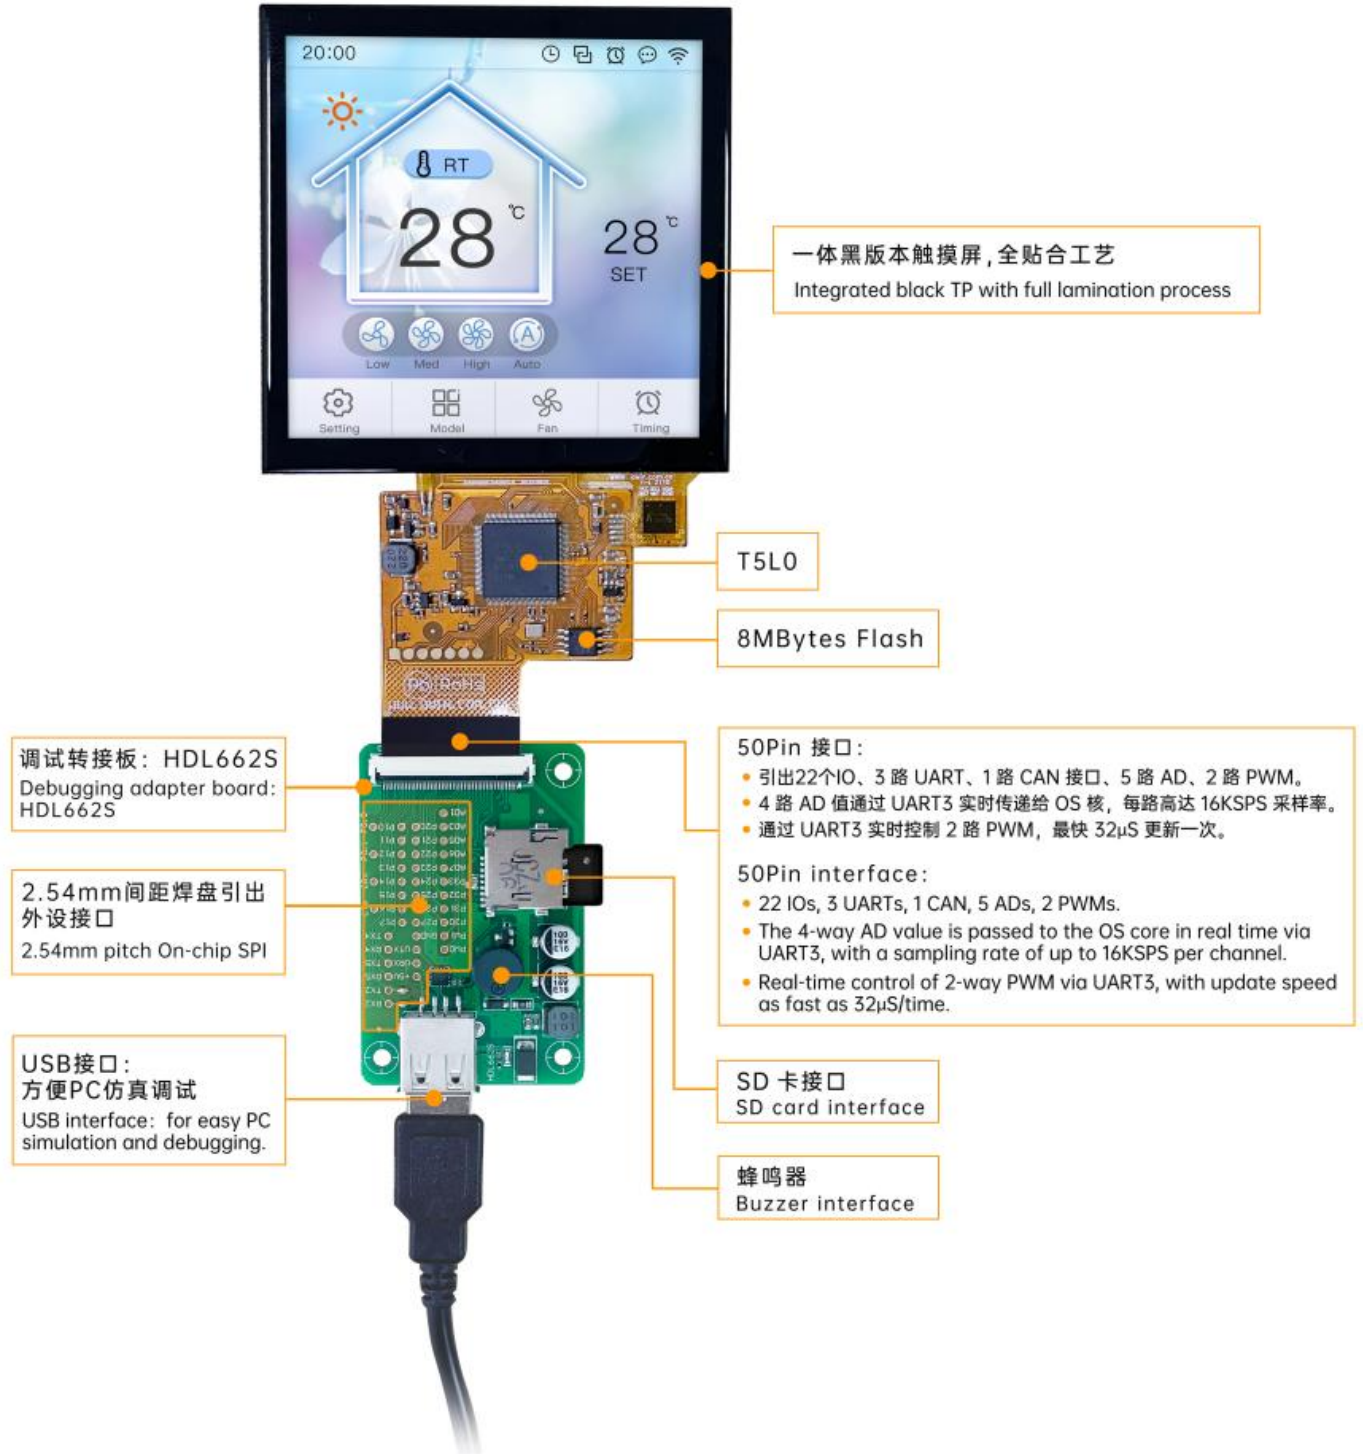 20:00
RT
28 ℃
28 ℃
SET
Low Med High Auto
Setting Model Fan Timing
一体黑版本触摸屏,全贴合工艺
Integrated black TP with full lamination process
T5L0
8MBytes Flash
RoHS
调试转接板：HDL662S
Debugging adapter board:
HDL662S
2.54mm间距焊盘引出
外设接口
2.54mm pitch On-chip SPI
USB接口：
方便PC仿真调试
USB interface: for easy PC
simulation and debugging.
50Pin 接口：
• 引出22个IO、3 路 UART、1 路 CAN 接口、5 路 AD、2 路 PWM。
• 4 路 AD 值通过 UART3 实时传递给 OS 核，每路高达 16KSPS 采样率。
• 通过 UART3 实时控制 2 路 PWM，最快 32μS 更新一次。
50Pin interface:
• 22 IOs, 3 UARTs, 1 CAN, 5 ADs, 2 PWMs.
• The 4-way AD value is passed to the OS core in real time via
UART3, with a sampling rate of up to 16KSPS per channel.
• Real-time control of 2-way PWM via UART3, with update speed
as fast as 32μS/time.
SD 卡接口
SD card interface
蜂鸣器
Buzzer interface
HDL662S